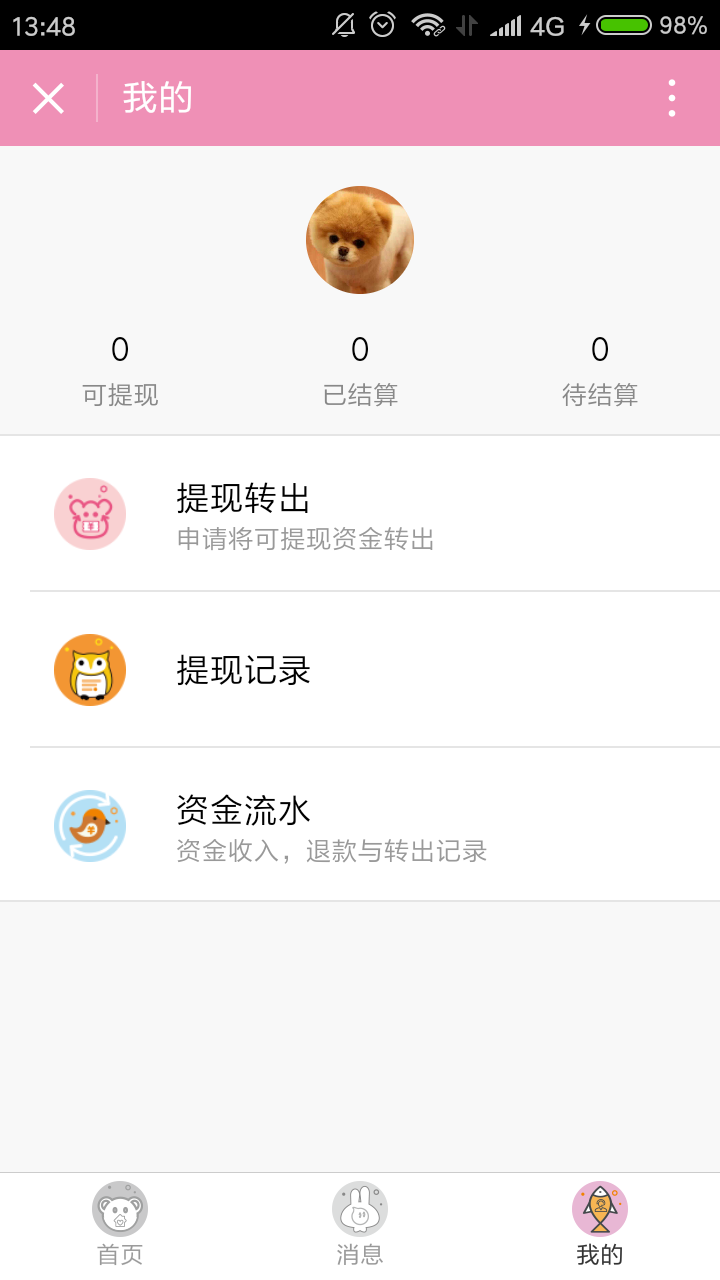 13:48 4G 98%
我的
0 0 0
可提现 已结算 待结算
提现转出
申请将可提现资金转出
提现记录
资金流水
资金收入，退款与转出记录
首页 消息 我的